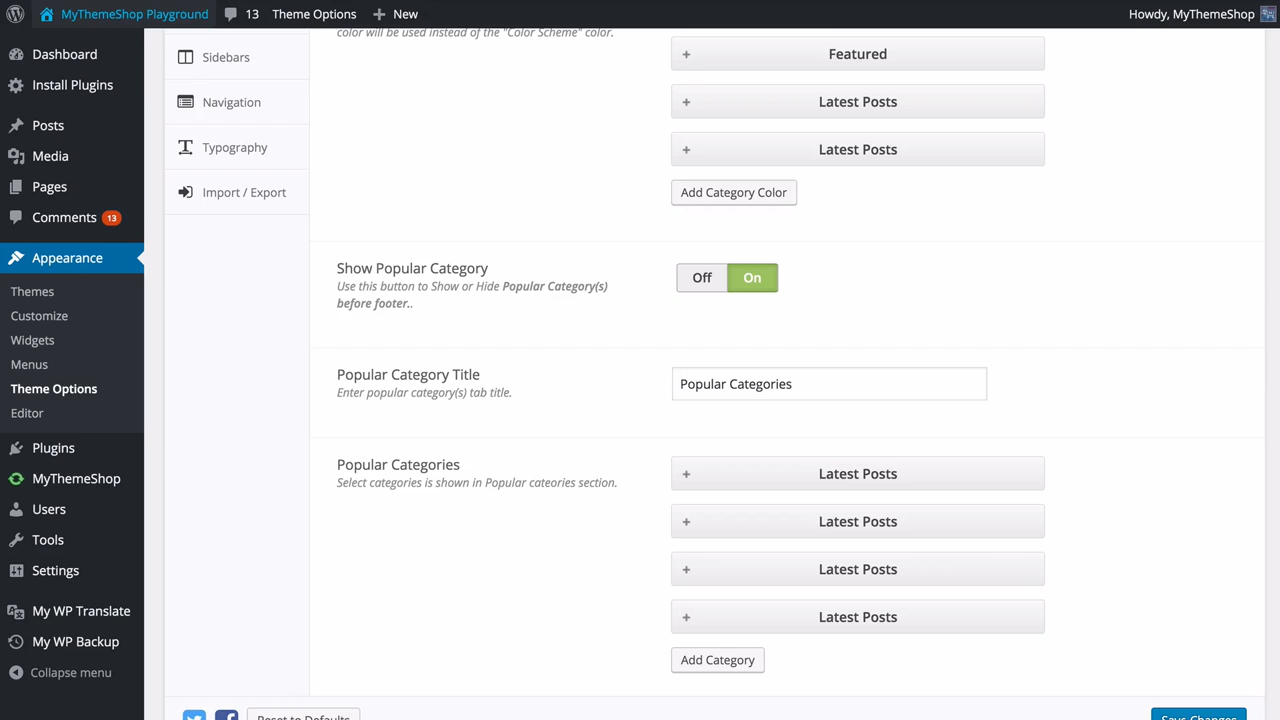 MyThemeShop Playground
13
Theme Options
New
Howdy, MyThemeShop
Dashboard
Install Plugins
Posts
Media
Pages
Comments 13
Appearance
Themes
Customize
Widgets
Menus
Theme Options
Editor
Plugins
MyThemeShop
Users
Tools
Settings
My WP Translate
My WP Backup
Collapse menu
Sidebars
Navigation
Typography
Import / Export
color will be used instead of the "Color Scheme" color.
+ Featured
+ Latest Posts
+ Latest Posts
Add Category Color
Show Popular Category
Use this button to Show or Hide Popular Category(s)
before footer..
Off On
Popular Category Title
Enter popular category(s) tab title.
Popular Categories
Popular Categories
Select categories is shown in Popular cateories section.
+ Latest Posts
+ Latest Posts
+ Latest Posts
+ Latest Posts
Add Category
Reset to Defaults
Save Changes